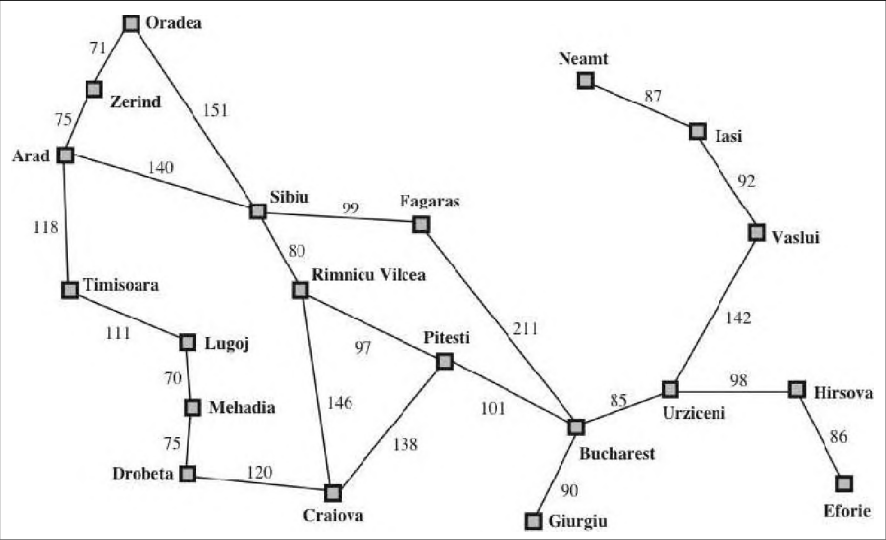 Oradea
71
Neamt
Zerind
87
151
75
Iasi
Arad
140
92
Sibiu
Fagaras
99
118
Vaslui
80
Timisoara
Rimnicu Vilcea
142
111
211
Pitesti
Lugoj
97
70
98
Hirsova
Mehadia
146
101
85
Urziceni
86
138
75
Bucharest
Drobeta
120
90
Craiova
Giurgiu
Eforie